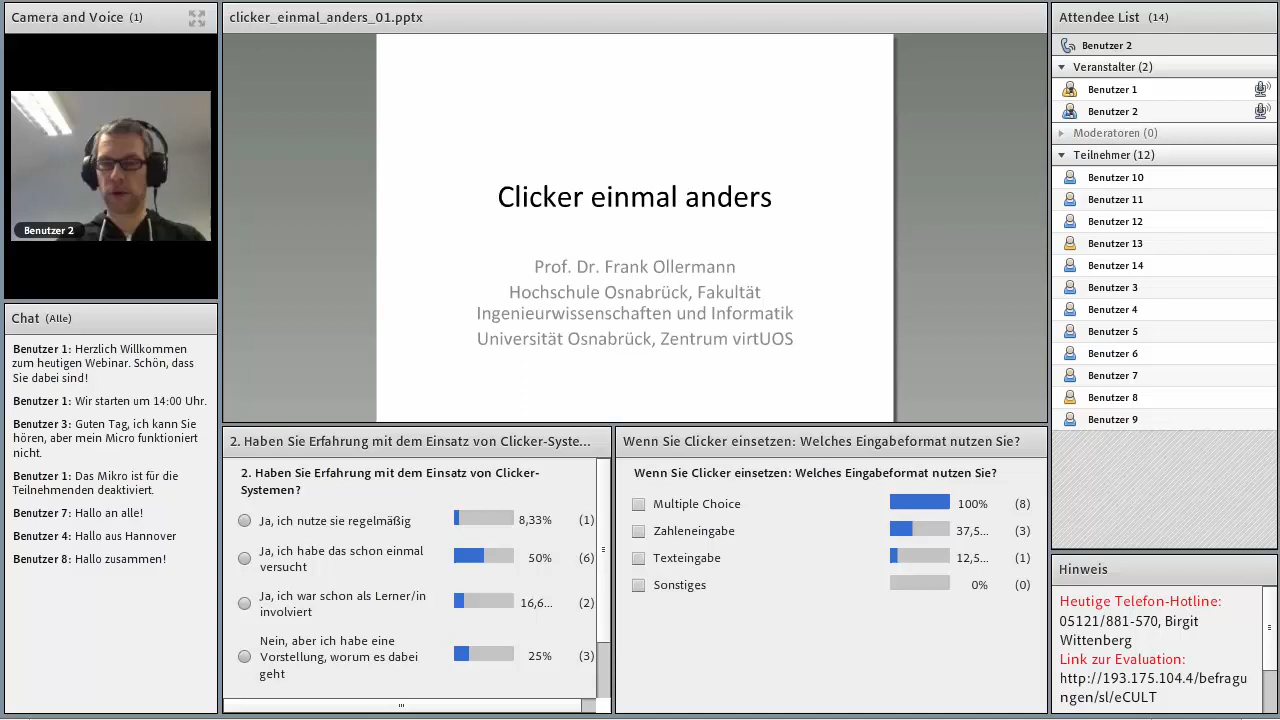 Camera and Voice (1)
Benutzer 2
Chat (Alle)
Benutzer 1: Herzlich Willkommen
zum heutigen Webinar. Schön, dass
Sie dabei sind!
Benutzer 1: Wir starten um 14:00 Uhr.
Benutzer 3: Guten Tag, ich kann Sie
hören, aber mein Micro funktioniert
nicht.
Benutzer 1: Das Mikro ist für die
Teilnehmenden deaktiviert.
Benutzer 7: Hallo an alle!
Benutzer 4: Hallo aus Hannover
Benutzer 8: Hallo zusammen!
clicker_einmal_anders_01.pptx
Clicker einmal anders
Prof. Dr. Frank Ollermann
Hochschule Osnabrück, Fakultät
Ingenieurwissenschaften und Informatik
Universität Osnabrück, Zentrum virtUOS
2. Haben Sie Erfahrung mit dem Einsatz von Clicker-Syste...
2. Haben Sie Erfahrung mit dem Einsatz von Clicker-
Systemen?
Ja, ich nutze sie regelmäßig 8,33% (1)
Ja, ich habe das schon einmal
versucht 50% (6)
Ja, ich war schon als Lerner/in
involviert 16,6... (2)
Nein, aber ich habe eine
Vorstellung, worum es dabei
geht 25% (3)
Wenn Sie Clicker einsetzen: Welches Eingabeformat nutzen Sie?
Wenn Sie Clicker einsetzen: Welches Eingabeformat nutzen Sie?
Multiple Choice 100% (8)
Zahleneingabe 37,5... (3)
Texteingabe 12,5... (1)
Sonstiges 0% (0)
Attendee List (14)
Benutzer 2
Veranstalter (2)
Benutzer 1
Benutzer 2
Moderatoren (0)
Teilnehmer (12)
Benutzer 10
Benutzer 11
Benutzer 12
Benutzer 13
Benutzer 14
Benutzer 3
Benutzer 4
Benutzer 5
Benutzer 6
Benutzer 7
Benutzer 8
Benutzer 9
Hinweis
Heutige Telefon-Hotline:
05121/881-570, Birgit
Wittenberg
Link zur Evaluation:
http://193.175.104.4/befragu
ngen/sl/eCULT